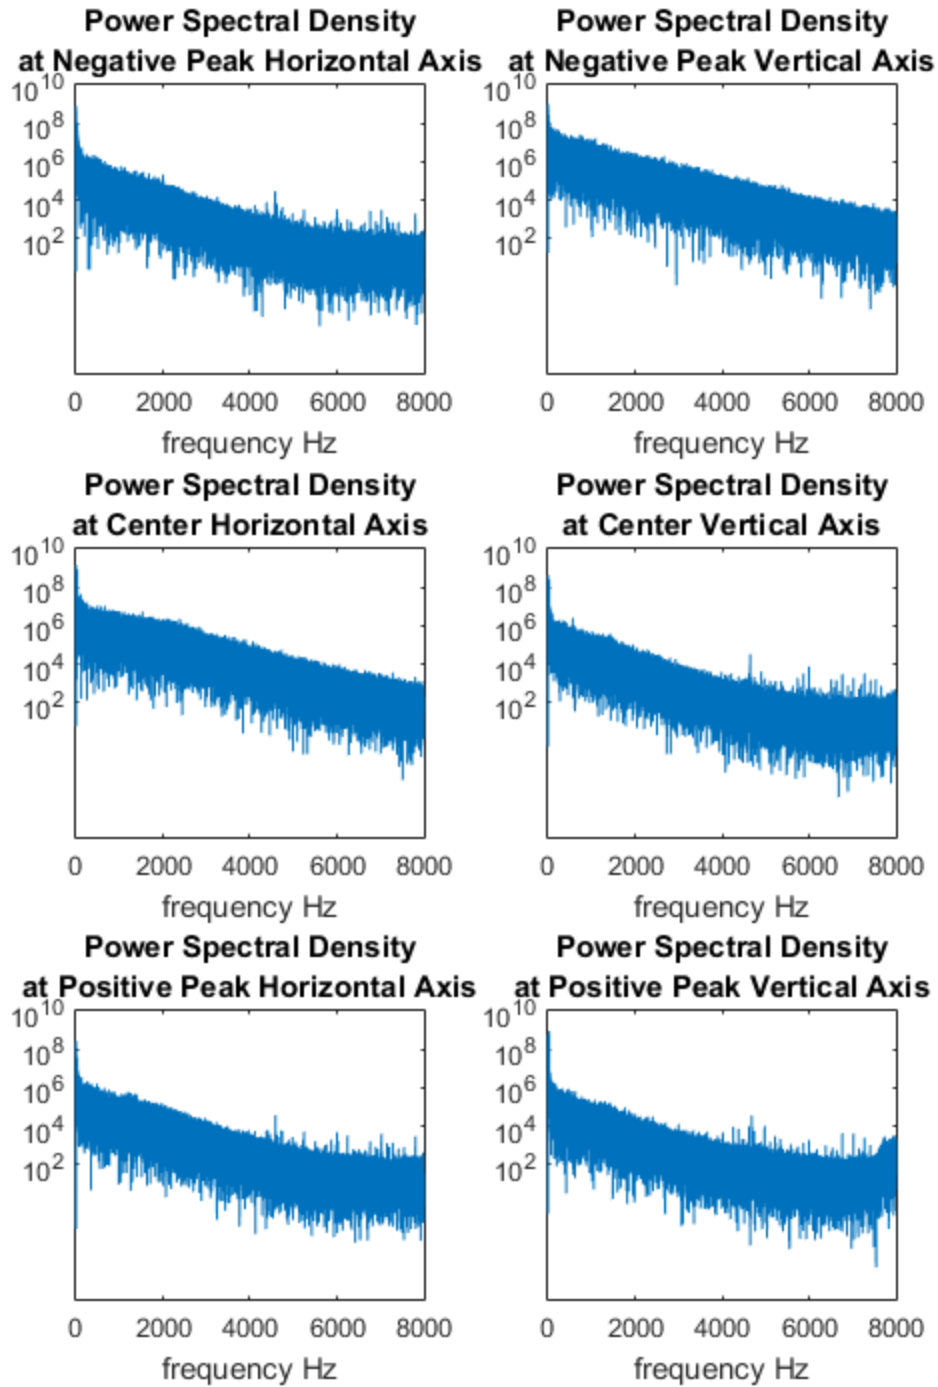 Power Spectral Density
at Negative Peak Horizontal Axis
10^10
10^8
10^6
10^4
10^2
0 2000 4000 6000 8000
frequency Hz
Power Spectral Density
at Negative Peak Vertical Axis
10^10
10^8
10^6
10^4
10^2
0 2000 4000 6000 8000
frequency Hz
Power Spectral Density
at Center Horizontal Axis
10^10
10^8
10^6
10^4
10^2
0 2000 4000 6000 8000
frequency Hz
Power Spectral Density
at Center Vertical Axis
10^10
10^8
10^6
10^4
10^2
0 2000 4000 6000 8000
frequency Hz
Power Spectral Density
at Positive Peak Horizontal Axis
10^10
10^8
10^6
10^4
10^2
0 2000 4000 6000 8000
frequency Hz
Power Spectral Density
at Positive Peak Vertical Axis
10^10
10^8
10^6
10^4
10^2
0 2000 4000 6000 8000
frequency Hz